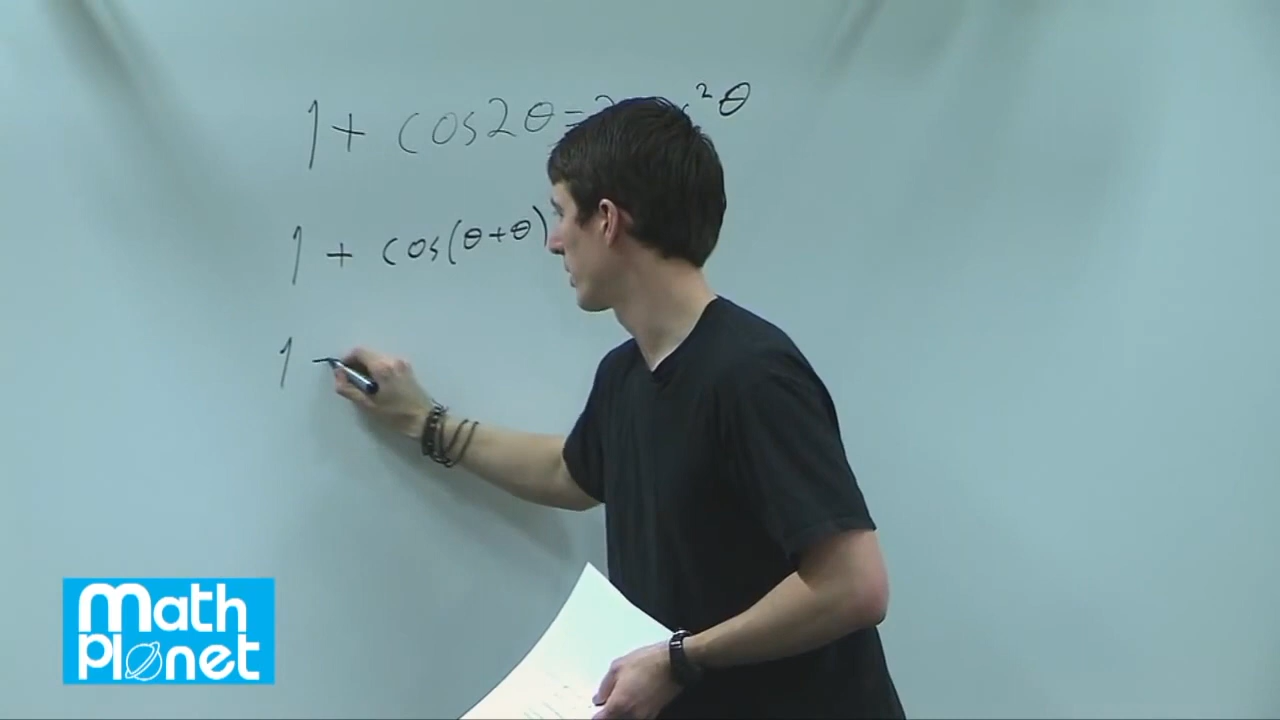 1 + cos2θ = 2 ²θ
1 + cos(θ+θ)
1
Math
Planet